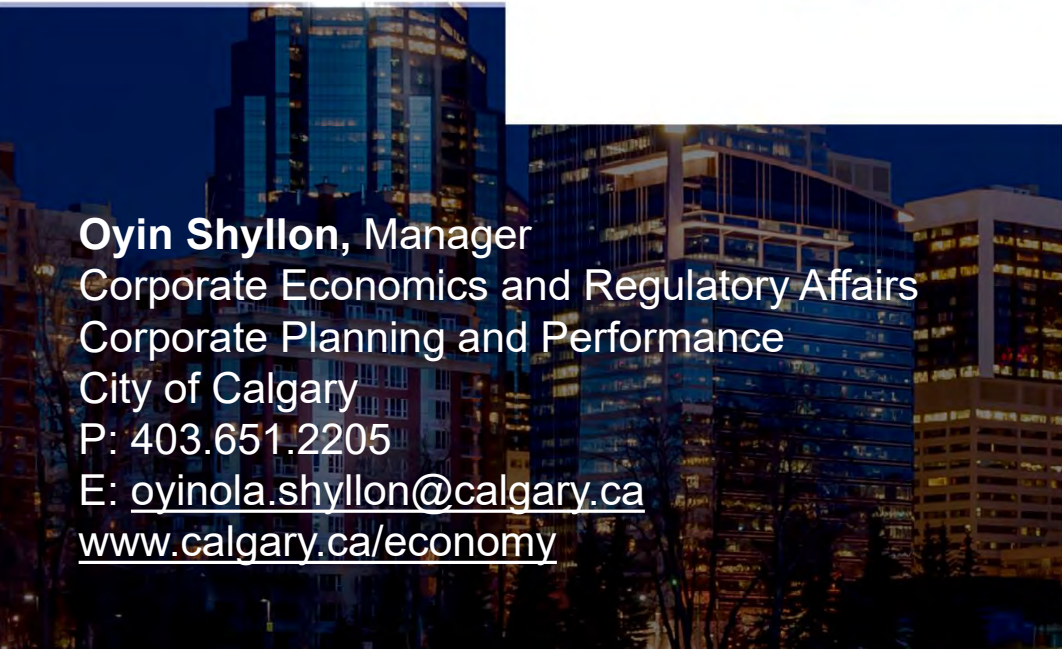 Oyin Shyllon, Manager
Corporate Economics and Regulatory Affairs
Corporate Planning and Performance
City of Calgary
P: 403.651.2205
E: oyinola.shyllon@calgary.ca
www.calgary.ca/economy